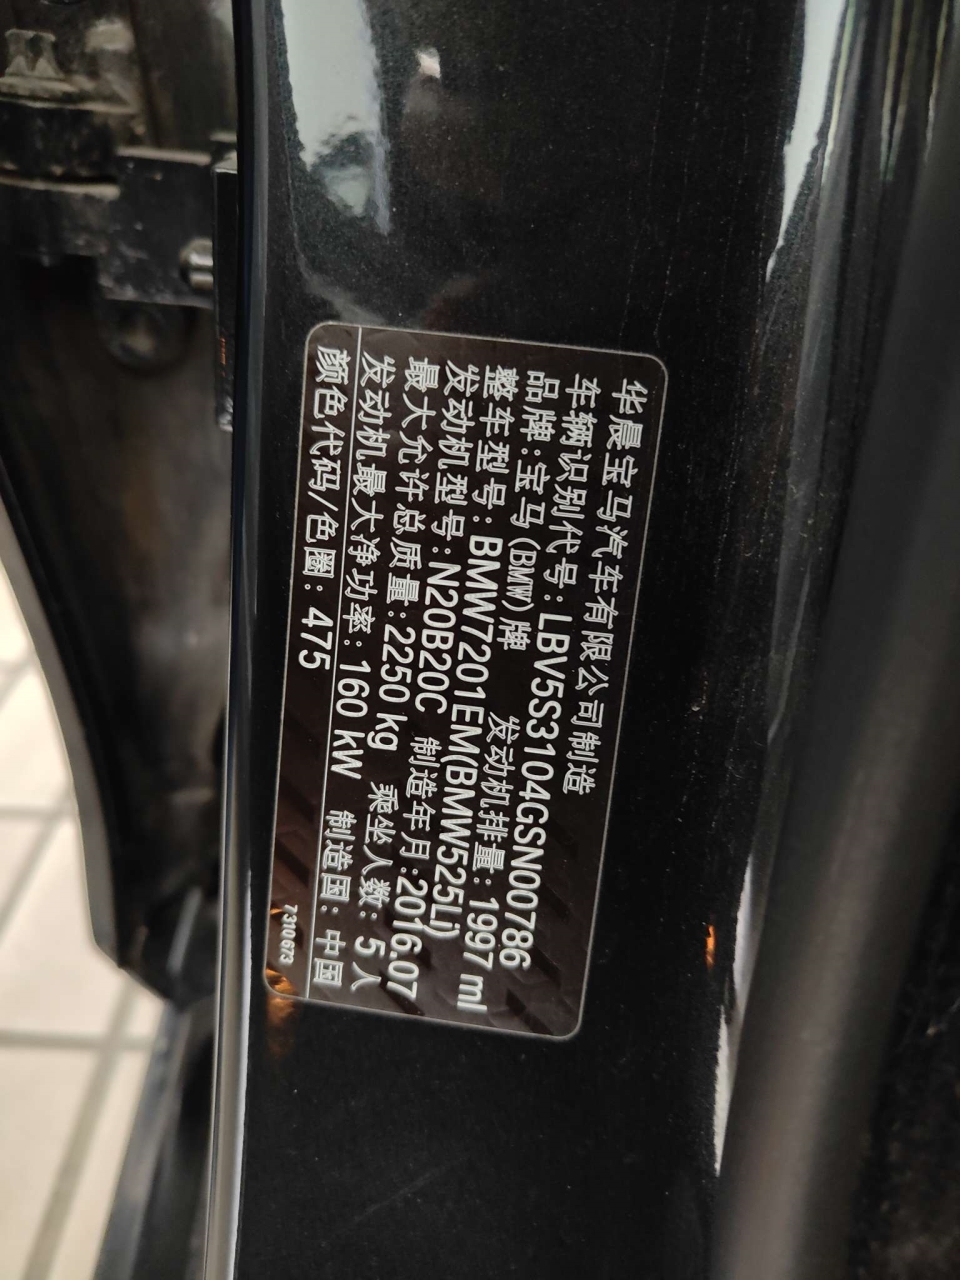 华晨宝马汽车有限公司制造
车辆识别代号:LBV5S3104GSN00786
品牌:宝马(BMW)牌 发动机排量:1997 ml
整车型号:BMW7201EM(BMW525Li)
发动机型号:N20B20C 制造年月:2016.07
最大允许总质量:2250 kg 乘坐人数:5人
发动机最大净功率:160 kW 制造国:中国
颜色代码/色圈:475
7310673